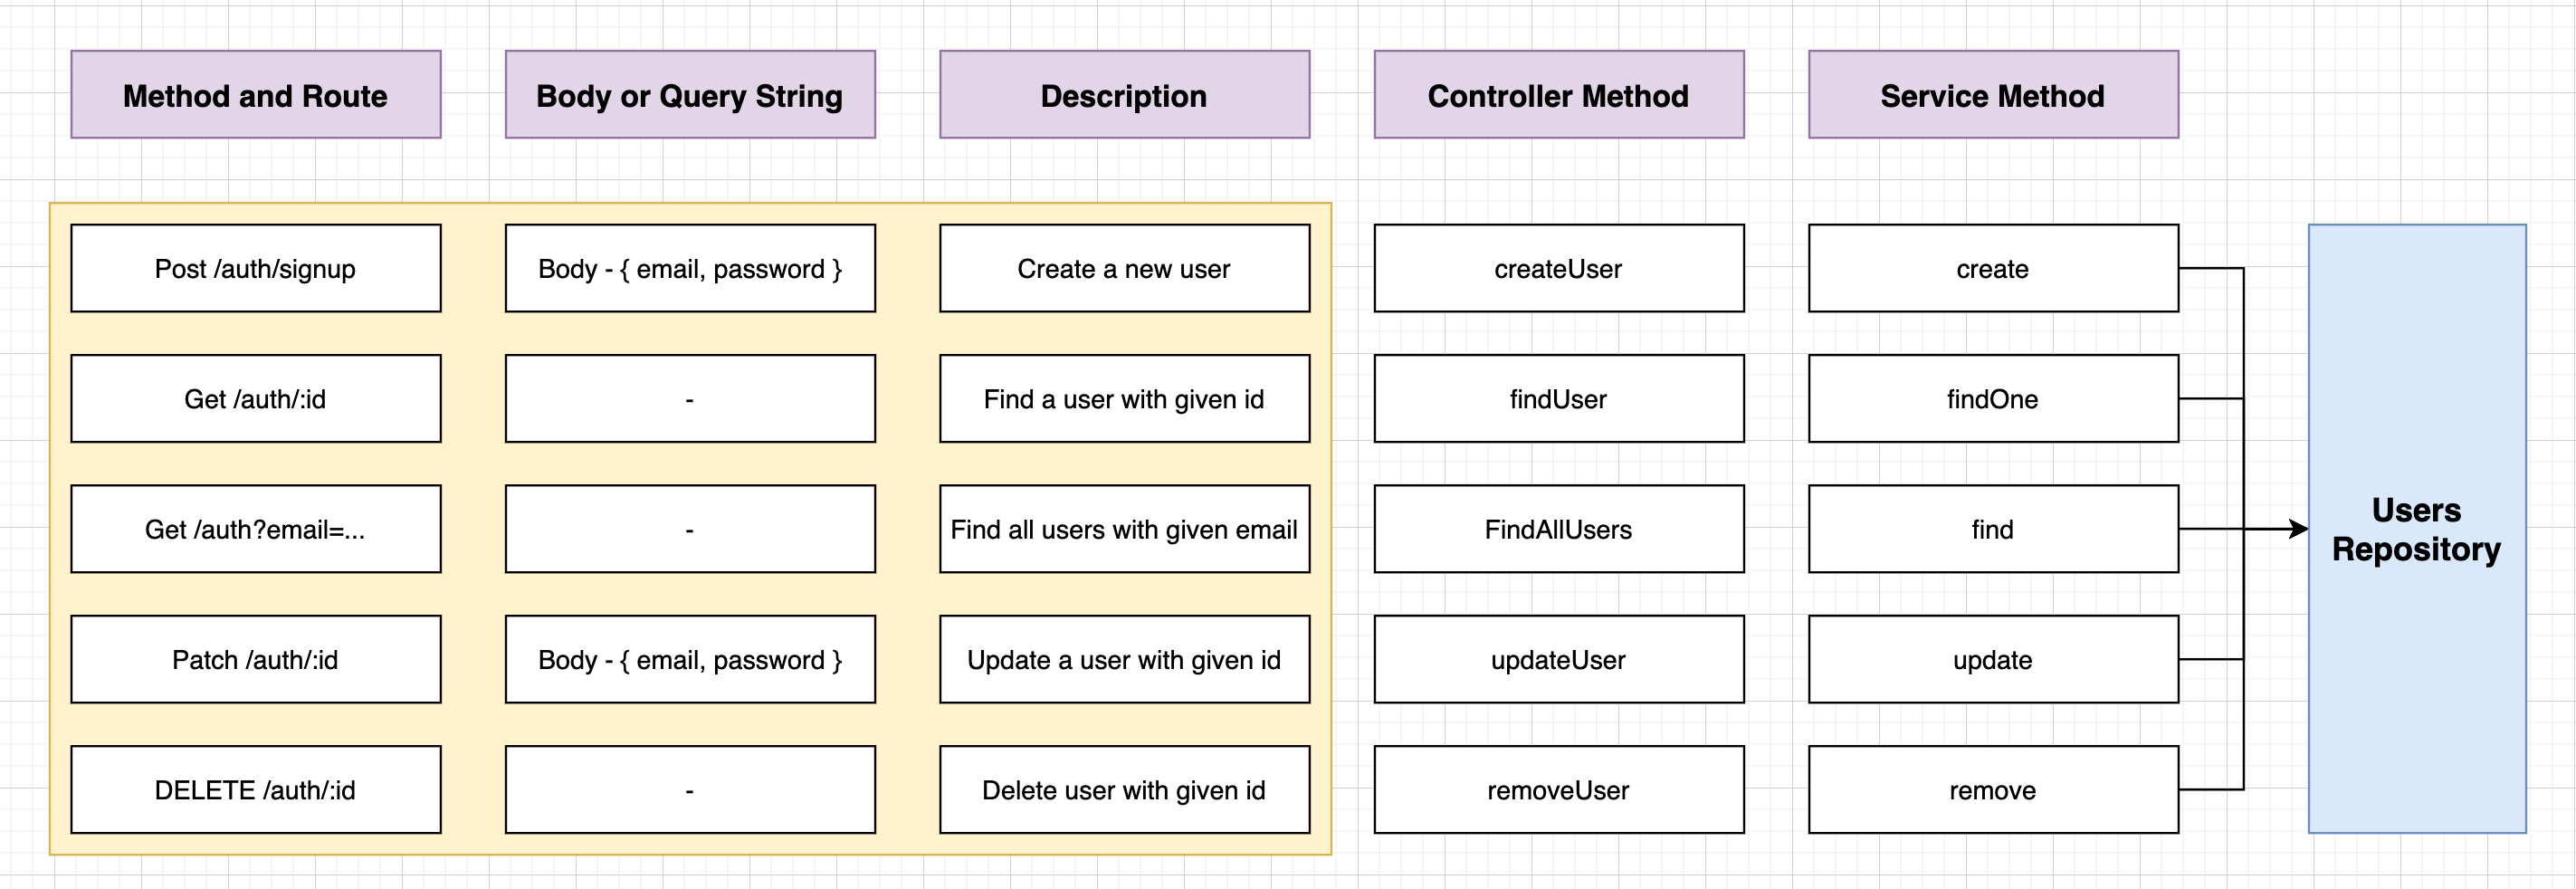 Method and Route
Body or Query String
Description
Controller Method
Service Method
Post /auth/signup
Body - { email, password }
Create a new user
createUser
create
Get /auth/:id
-
Find a user with given id
findUser
findOne
Get /auth?email=...
-
Find all users with given email
FindAllUsers
find
Users
Repository
Patch /auth/:id
Body - { email, password }
Update a user with given id
updateUser
update
DELETE /auth/:id
-
Delete user with given id
removeUser
remove